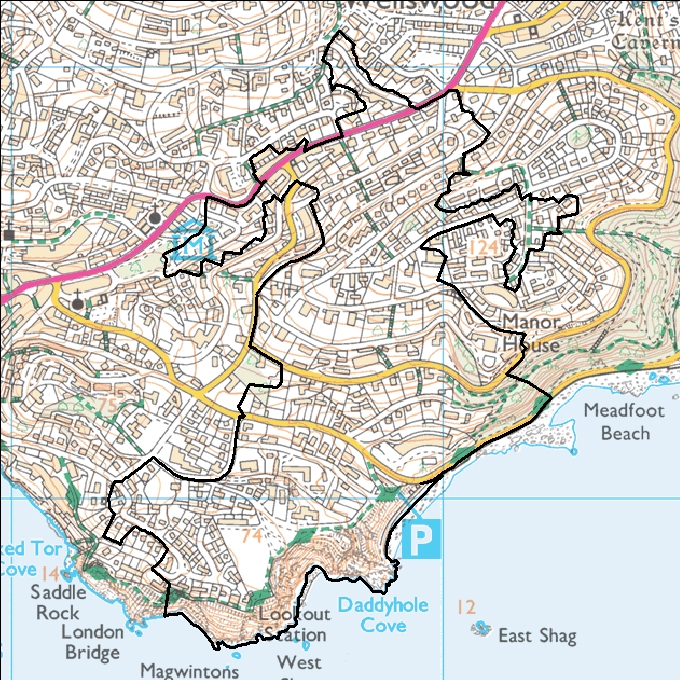 Wellswood
Kent's
Cavern
124
Manor
House
Meadfoot
Beach
75
74
P
Tor
Cove
14
Saddle
Rock
London
Bridge
Magwintons
Lookout
Station
West
Daddyhole
Cove
12
East Shag
M